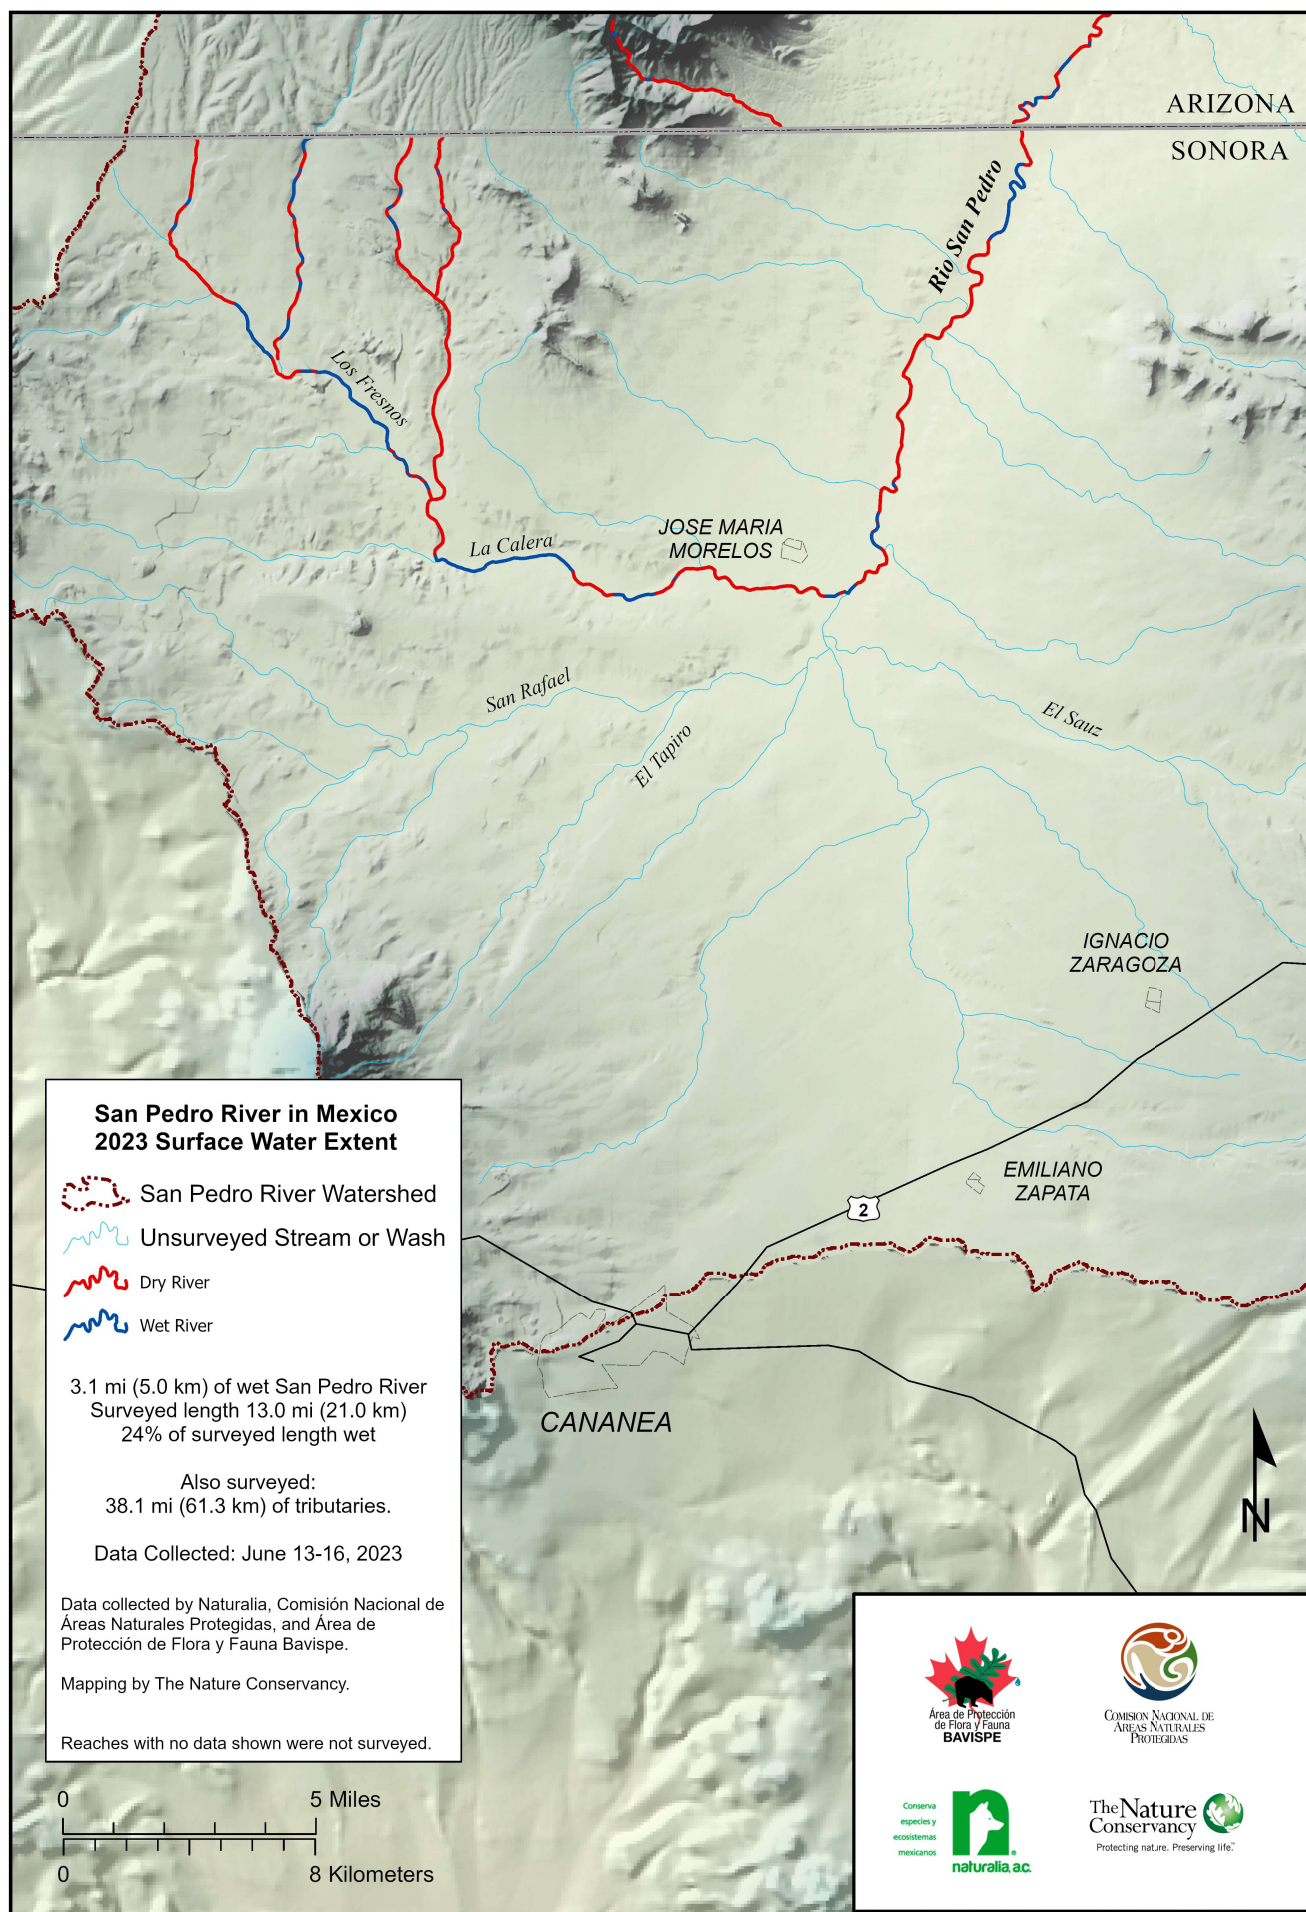 ARIZONA
SONORA
Rio San Pedro
Los Fresnos
La Calera
JOSE MARIA
MORELOS
San Rafael
El Tapiro
El Sauz
IGNACIO
ZARAGOZA
EMILIANO
ZAPATA
2
CANANEA
San Pedro River in Mexico
2023 Surface Water Extent
San Pedro River Watershed
Unsurveyed Stream or Wash
Dry River
Wet River
3.1 mi (5.0 km) of wet San Pedro River
Surveyed length 13.0 mi (21.0 km)
24% of surveyed length wet
Also surveyed:
38.1 mi (61.3 km) of tributaries.
Data Collected: June 13-16, 2023
Data collected by Naturalia, Comisión Nacional de
Áreas Naturales Protegidas, and Área de
Protección de Flora y Fauna Bavispe.
Mapping by The Nature Conservancy.
Reaches with no data shown were not surveyed.
0 5 Miles
0 8 Kilometers
N
Área de Protección
de Flora y Fauna
BAVISPE
COMISION NACIONAL DE
AREAS NATURALES
PROTEGIDAS
Conserva
especies y
ecosistemas
mexicanos
n
naturalia, a.c.
The Nature
Conservancy
Protecting nature. Preserving life.™